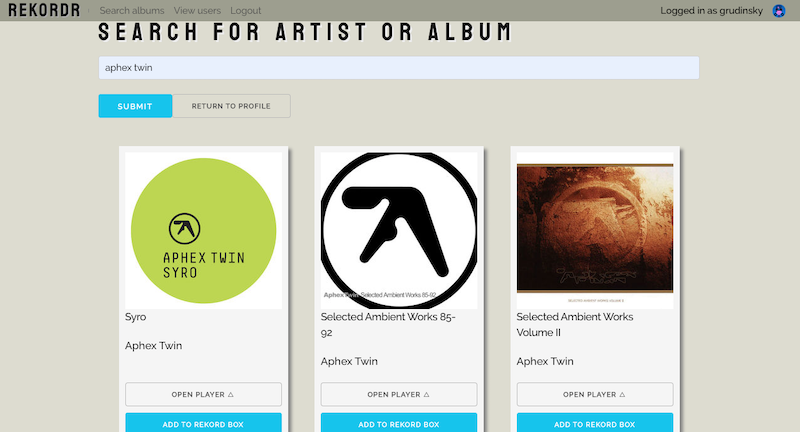 REKORDR Search albums View users Logout Logged in as grudinsky
SEARCH FOR ARTIST OR ALBUM
aphex twin
SUBMIT RETURN TO PROFILE
APHEX TWIN
SYRO
Aphex Twin Selected Ambient Works 85-92
SELECTED AMBIENT WORKS VOLUME II
Syro
Aphex Twin
OPEN PLAYER △
ADD TO REKORD BOX
Selected Ambient Works 85-
92
Aphex Twin
OPEN PLAYER △
ADD TO REKORD BOX
Selected Ambient Works
Volume II
Aphex Twin
OPEN PLAYER △
ADD TO REKORD BOX